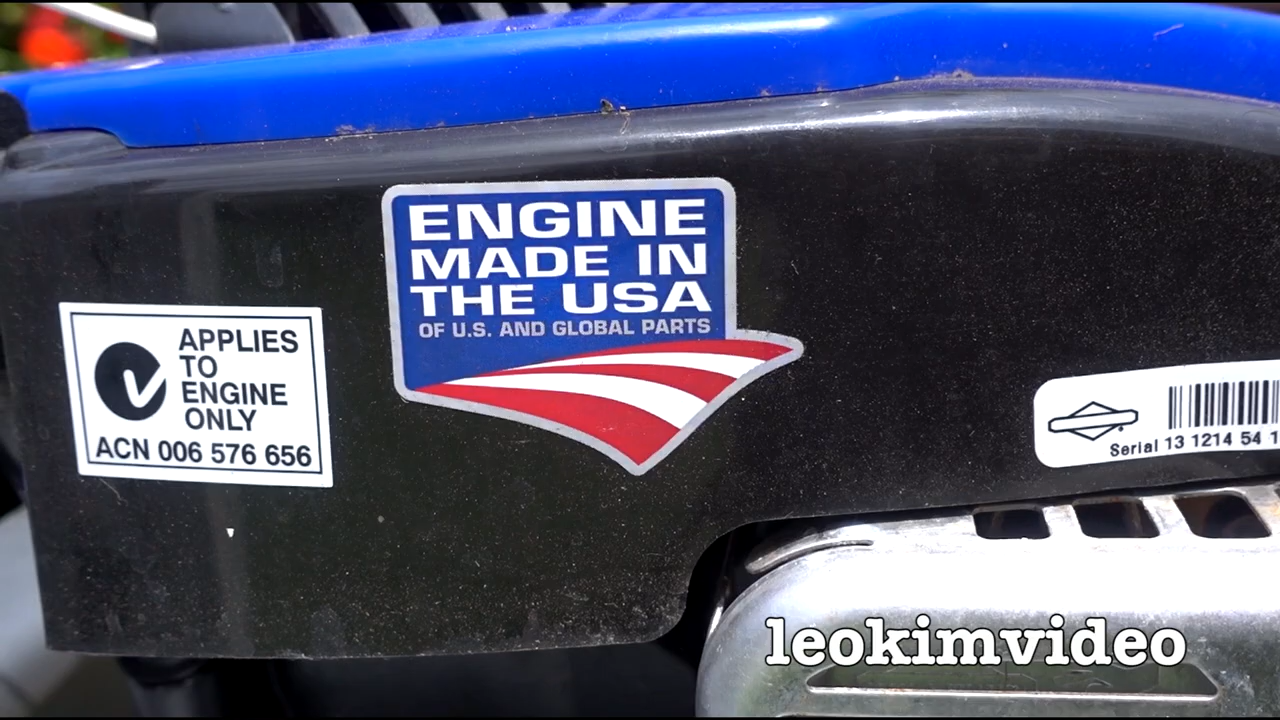 ENGINE
MADE IN
THE USA
OF U.S. AND GLOBAL PARTS
APPLIES
TO
ENGINE
ONLY
ACN 006 576 656
Serial 13 1214 54 1
leokimvideo